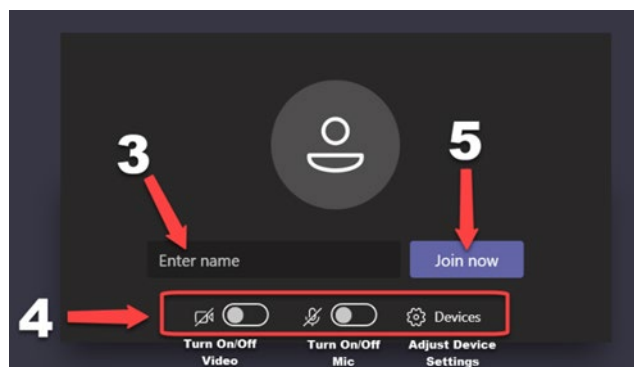 3
5
Enter name
Join now
4
Devices
Turn On/Off Video
Turn On/Off Mic
Adjust Device Settings